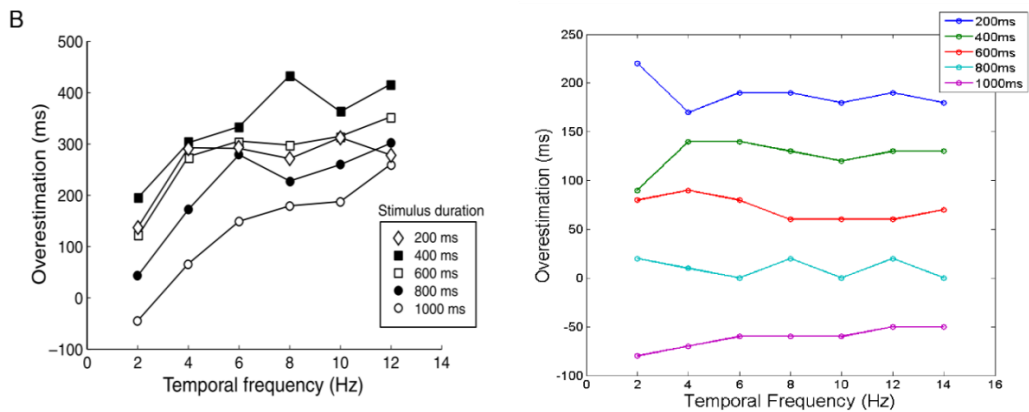 B
500
400
300
200
100
0
−100
Overestimation (ms)
0 2 4 6 8 10 12 14
Temporal frequency (Hz)
Stimulus duration
200 ms
400 ms
600 ms
800 ms
1000 ms
250
200
150
100
50
0
-50
-100
Overestimation (ms)
0 2 4 6 8 10 12 14 16
Temporal Frequency (Hz)
200ms
400ms
600ms
800ms
1000ms